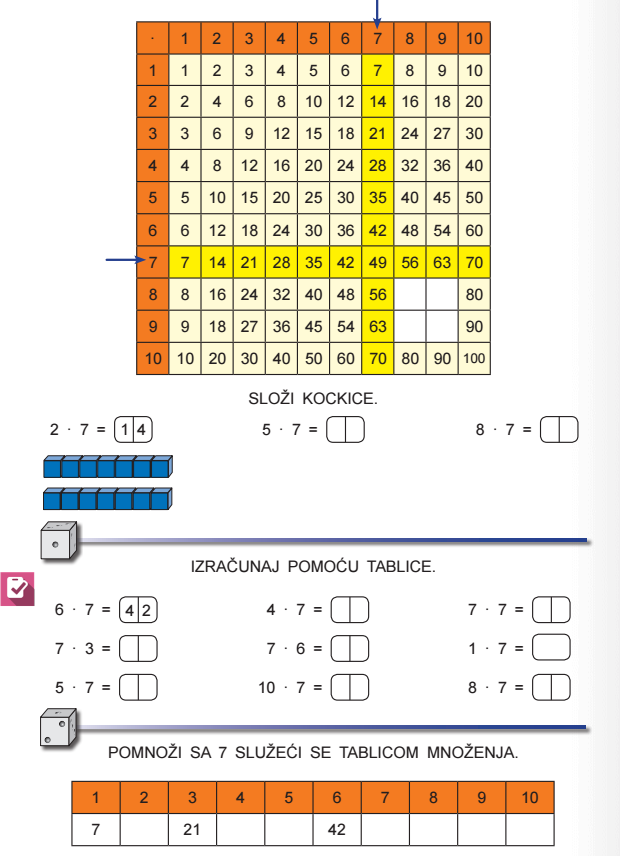 · 1 2 3 4 5 6 7 8 9 10
1 1 2 3 4 5 6 7 8 9 10
2 2 4 6 8 10 12 14 16 18 20
3 3 6 9 12 15 18 21 24 27 30
4 4 8 12 16 20 24 28 32 36 40
5 5 10 15 20 25 30 35 40 45 50
6 6 12 18 24 30 36 42 48 54 60
7 7 14 21 28 35 42 49 56 63 70
8 8 16 24 32 40 48 56 80
9 9 18 27 36 45 54 63 90
10 10 20 30 40 50 60 70 80 90 100
SLOŽI KOCKICE.
2 · 7 = 14 5 · 7 = 8 · 7 =
IZRAČUNAJ POMOĆU TABLICE.
6 · 7 = 42 4 · 7 = 7 · 7 =
7 · 3 = 7 · 6 = 1 · 7 =
5 · 7 = 10 · 7 = 8 · 7 =
POMNOŽI SA 7 SLUŽEĆI SE TABLICOM MNOŽENJA.
1 2 3 4 5 6 7 8 9 10
7 21 42